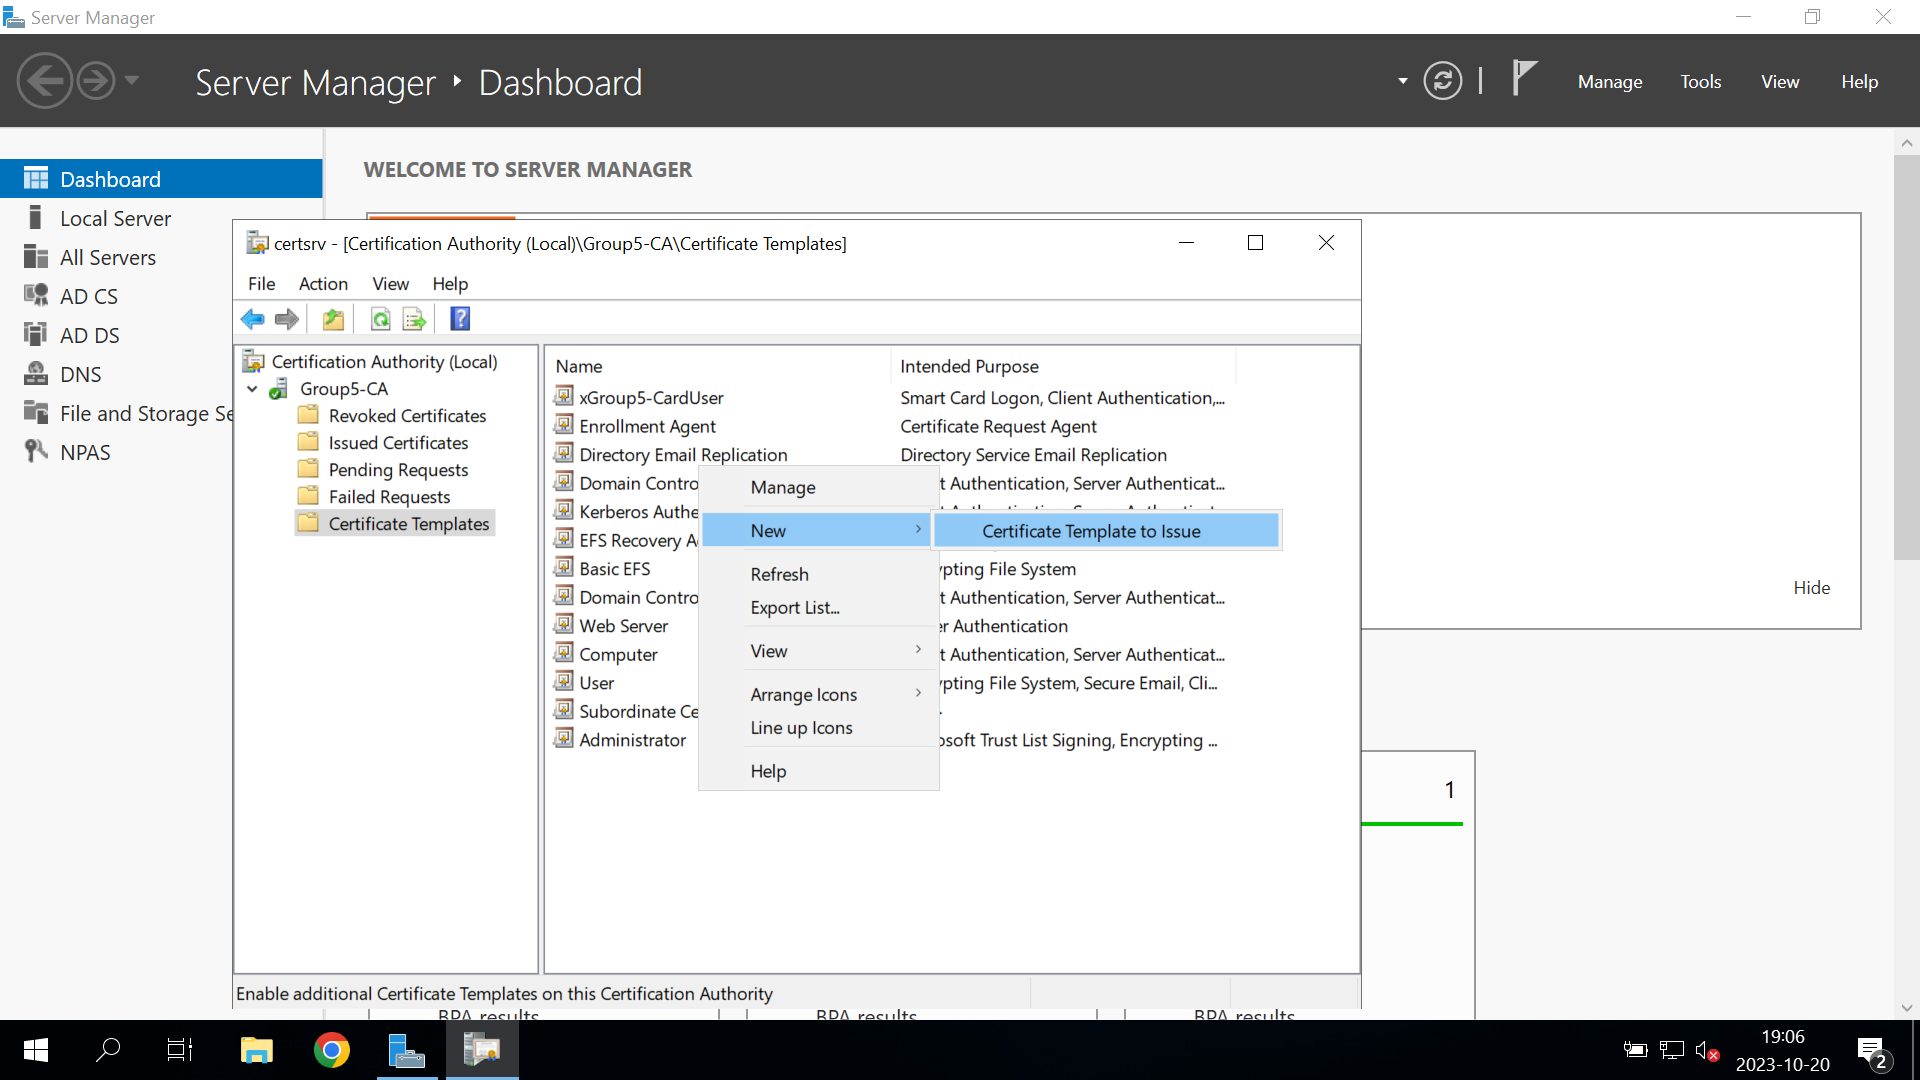 Server Manager
Server Manager Dashboard
Manage
Tools
View
Help
Dashboard
Local Server
All Servers
AD CS
AD DS
DNS
File and Storage Se
NPAS
WELCOME TO SERVER MANAGER
certsrv - [Certification Authority (Local)\Group5-CA\Certificate Templates]
File
Action
View
Help
Certification Authority (Local)
Group5-CA
Revoked Certificates
Issued Certificates
Pending Requests
Failed Requests
Certificate Templates
Name
Intended Purpose
xGroup5-CardUser
Smart Card Logon, Client Authentication,...
Enrollment Agent
Certificate Request Agent
Directory Email Replication
Directory Service Email Replication
Domain Contro
t Authentication, Server Authenticat...
Kerberos Authe
EFS Recovery A
Basic EFS
pting File System
Domain Contro
t Authentication, Server Authenticat...
Web Server
er Authentication
Computer
t Authentication, Server Authenticat...
User
pting File System, Secure Email, Cli...
Subordinate Ce
Administrator
osoft Trust List Signing, Encrypting ...
Manage
New
Certificate Template to Issue
Refresh
Export List...
View
Arrange Icons
Line up Icons
Help
Hide
1
Enable additional Certificate Templates on this Certification Authority
BPA results
BPA results
BPA results
19:06
2023-10-20
2